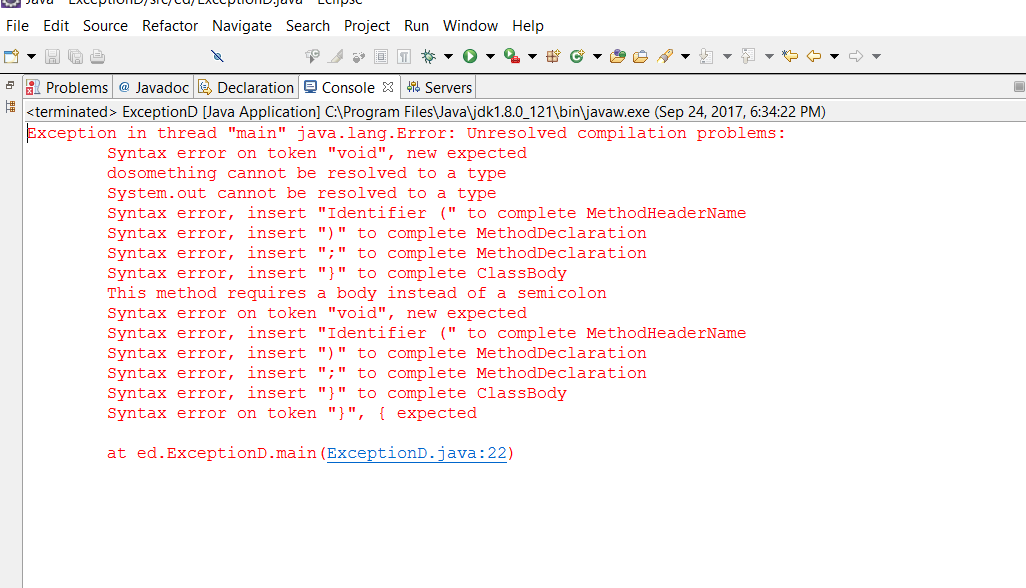 Java - ExceptionD/src/ed/ExceptionD.java - Eclipse
File Edit Source Refactor Navigate Search Project Run Window Help
Problems @ Javadoc Declaration Console Servers
<terminated> ExceptionD [Java Application] C:\Program Files\Java\jdk1.8.0_121\bin\javaw.exe (Sep 24, 2017, 6:34:22 PM)
Exception in thread "main" java.lang.Error: Unresolved compilation problems:
Syntax error on token "void", new expected
dosomething cannot be resolved to a type
System.out cannot be resolved to a type
Syntax error, insert "Identifier (" to complete MethodHeaderName
Syntax error, insert ")" to complete MethodDeclaration
Syntax error, insert ";" to complete MethodDeclaration
Syntax error, insert "}" to complete ClassBody
This method requires a body instead of a semicolon
Syntax error on token "void", new expected
Syntax error, insert "Identifier (" to complete MethodHeaderName
Syntax error, insert ")" to complete MethodDeclaration
Syntax error, insert ";" to complete MethodDeclaration
Syntax error, insert "}" to complete ClassBody
Syntax error on token "}", { expected
at ed.ExceptionD.main(ExceptionD.java:22)